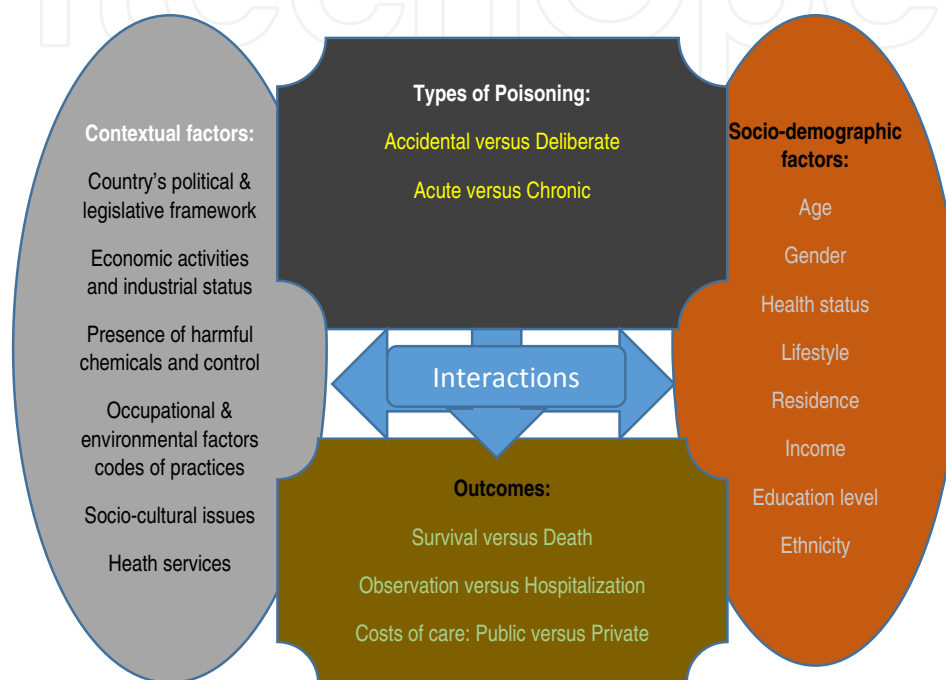 Contextual factors:
Country's political &
legislative framework
Economic activities
and industrial status
Presence of harmful
chemicals and control
Occupational &
environmental factors
codes of practices
Socio-cultural issues
Heath services
Types of Poisoning:
Accidental versus Deliberate
Acute versus Chronic
Interactions
Outcomes:
Survival versus Death
Observation versus Hospitalization
Costs of care: Public versus Private
Socio-demographic
factors:
Age
Gender
Health status
Lifestyle
Residence
Income
Education level
Ethnicity